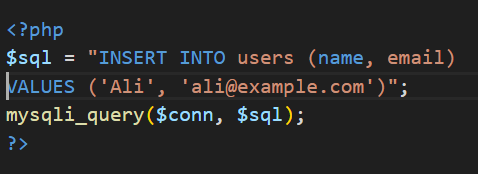 <?php
$sql = "INSERT INTO users (name, email)
VALUES ('Ali', 'ali@example.com')";
mysqli_query($conn, $sql);
?>